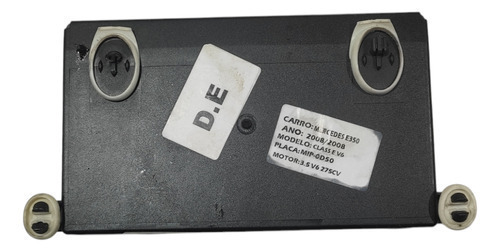 D.E
CARRO: MERCEDES E350
ANO: 2008/2008
MODELO: CLASS E V6
PLACA: MIP-0D50
MOTOR: 3.5 V6 275CV